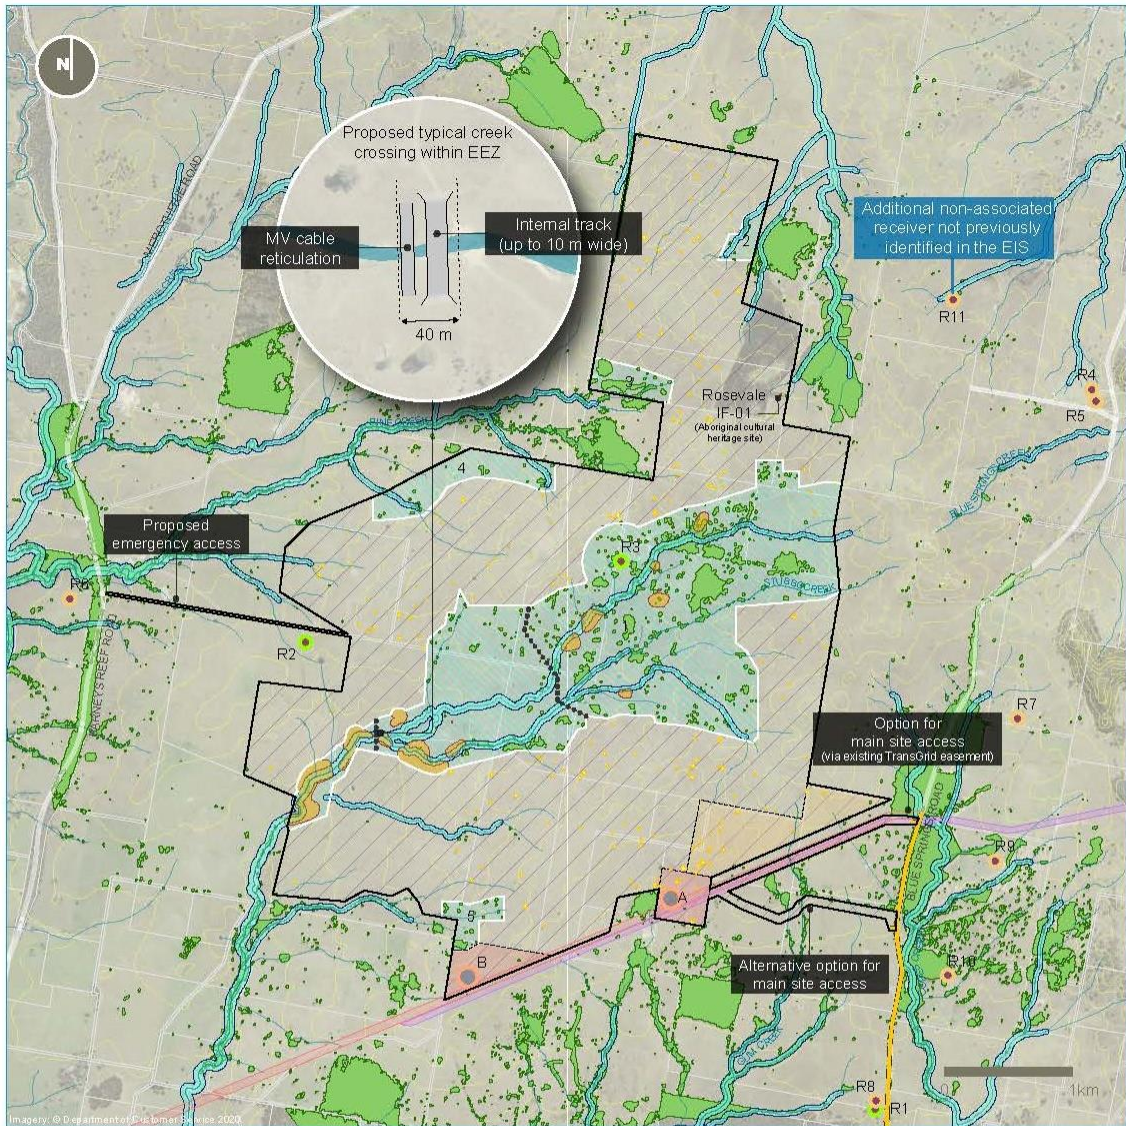 N
Proposed typical creek
crossing within EEZ
MV cable
reticulation
Internal track
(up to 10 m wide)
40 m
2
Additional non-associated
receiver not previously
identified in the EIS
R11
3
R4
R5
Rosevale
IF-01
(Aboriginal cultural
heritage site)
4
BLUE SPRINGS CREEK
Proposed
emergency access
R3
STUBBO CREEK
R6
R2
BARNEYS REEF ROAD
R7
Option for
main site access
(via existing TransGrid easement)
BLUE SPRINGS ROAD
R9
A
5
B
Alternative option for
main site access
R10
GUM CREEK
R8
R1
0
1km
Imagery: © Department of Customer Service 2020